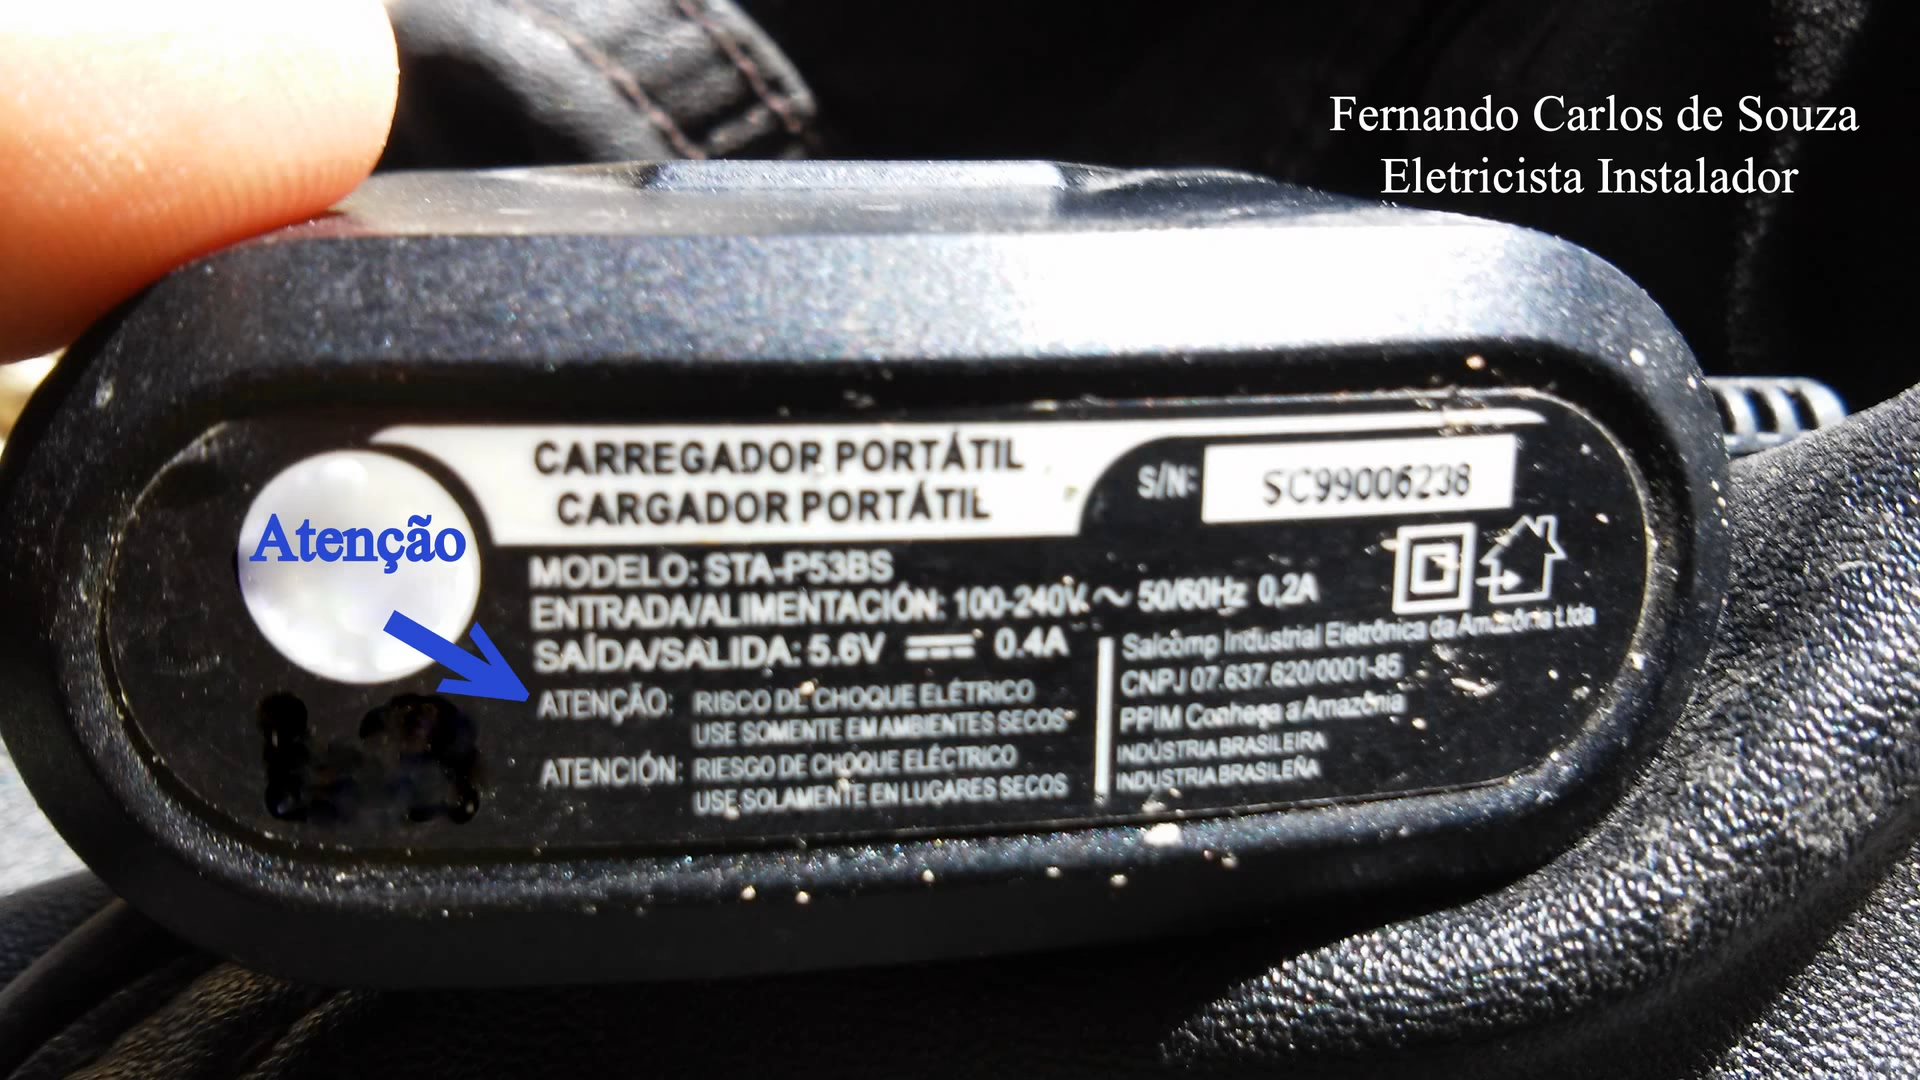 Fernando Carlos de Souza
Eletricista Instalador
CARREGADOR PORTÁTIL
CARGADOR PORTÁTIL
S/N: SC99006238
Atenção
MODELO: STA-P53BS
ENTRADA/ALIMENTACIÓN: 100-240V ~ 50/60Hz 0,2A
SAÍDA/SALIDA: 5.6V ⎓ 0.4A
ATENÇÃO: RISCO DE CHOQUE ELÉTRICO
USE SOMENTE EM AMBIENTES SECOS
ATENCIÓN: RIESGO DE CHOQUE ELÉCTRICO
USE SOLAMENTE EN LUGARES SECOS
Salcomp Industrial Eletrônica da Amazônia Ltda
CNPJ 07.637.620/0001-85
PPIM Conheça a Amazônia
INDÚSTRIA BRASILEIRA
INDUSTRIA BRASILEÑA